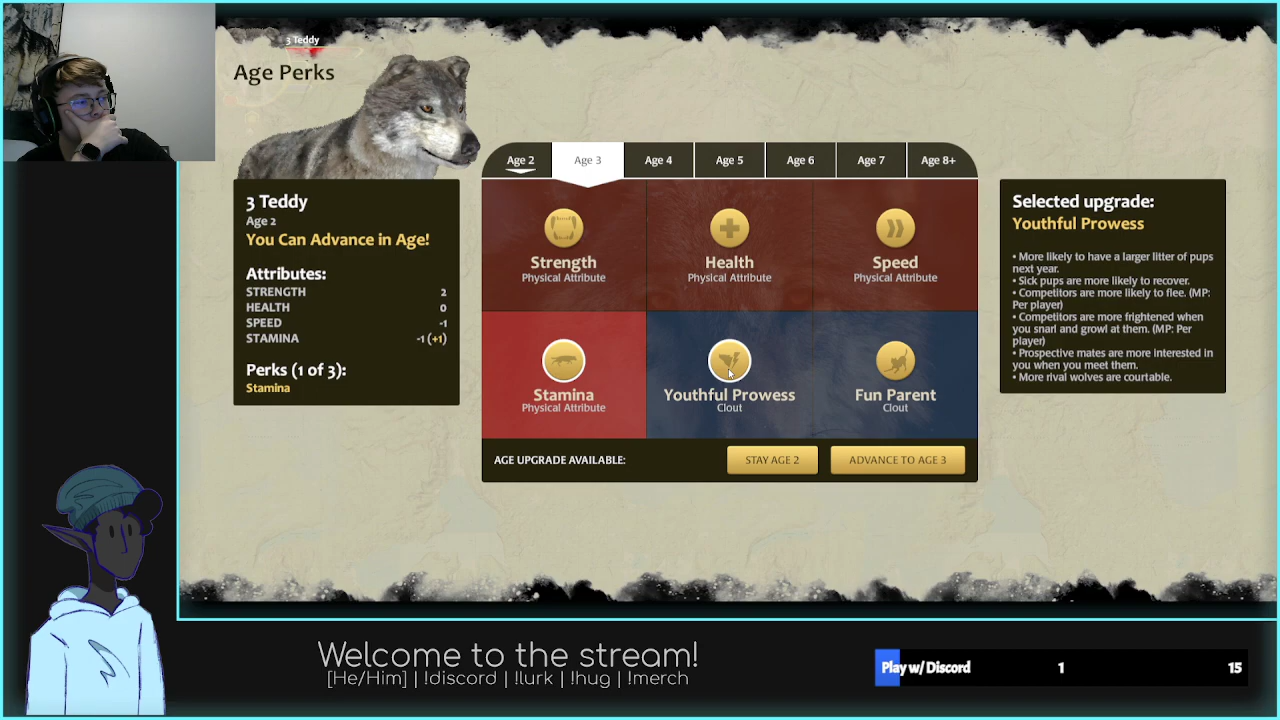 3 Teddy
Age Perks
Age 2
Age 3
Age 4
Age 5
Age 6
Age 7
Age 8+
3 Teddy
Age 2
You Can Advance in Age!
Attributes:
STRENGTH 2
HEALTH 0
SPEED -1
STAMINA -1 (+1)
Perks (1 of 3):
Stamina
Strength
Physical Attribute
Health
Physical Attribute
Speed
Physical Attribute
Stamina
Physical Attribute
Youthful Prowess
Clout
Fun Parent
Clout
AGE UPGRADE AVAILABLE:
STAY AGE 2
ADVANCE TO AGE 3
Selected upgrade:
Youthful Prowess
• More likely to have a larger litter of pups
next year.
• Sick pups are more likely to recover.
• Competitors are more likely to flee. (MP:
Per player)
• Competitors are more frightened when
you snarl and growl at them. (MP: Per
player)
• Prospective mates are more interested in
you when you meet them.
• More rival wolves are courtable.
Welcome to the stream!
[He/Him] | !discord | !lurk | !hug | !merch
Play w/ Discord 1 15